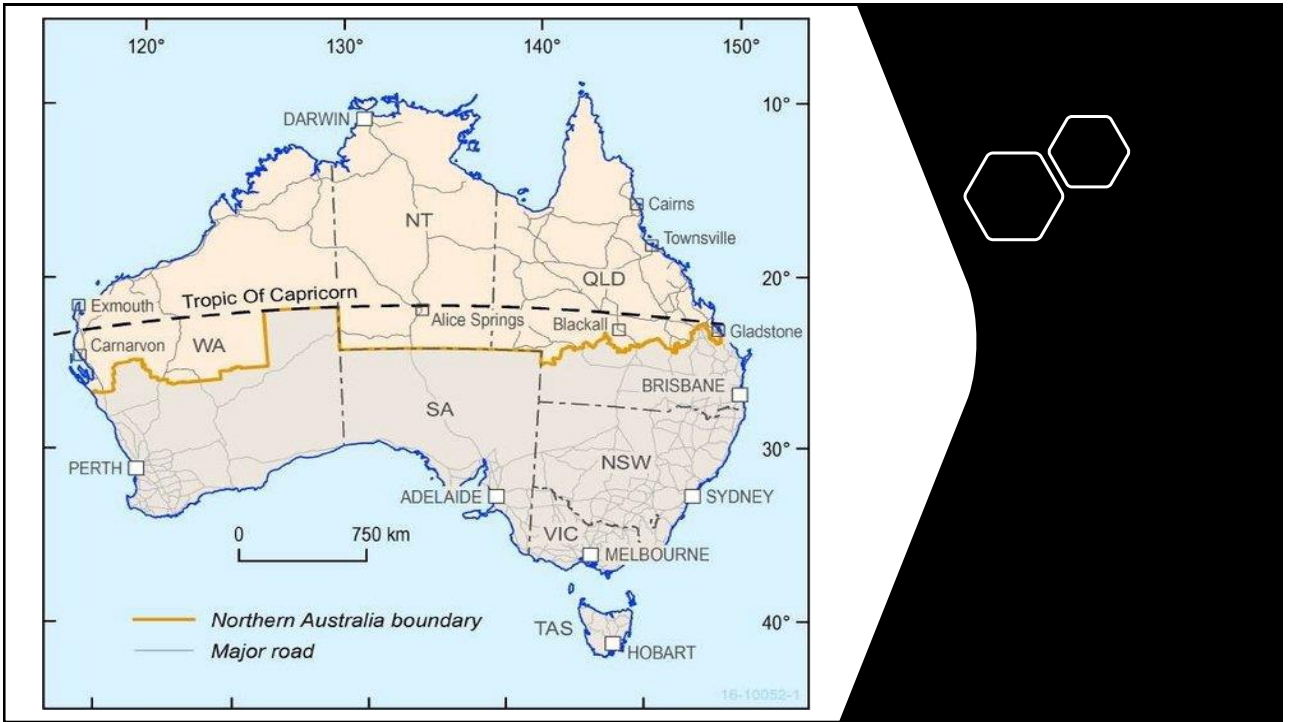 120°
130°
140°
150°
DARWIN
10°
NT
Cairns
Townsville
QLD
20°
Tropic Of Capricorn
Exmouth
Alice Springs
Blackall
Gladstone
Carnarvon
WA
BRISBANE
SA
30°
NSW
PERTH
ADELAIDE
SYDNEY
0 750 km
VIC
MELBOURNE
Northern Australia boundary
TAS
40°
Major road
HOBART
16-10052-1